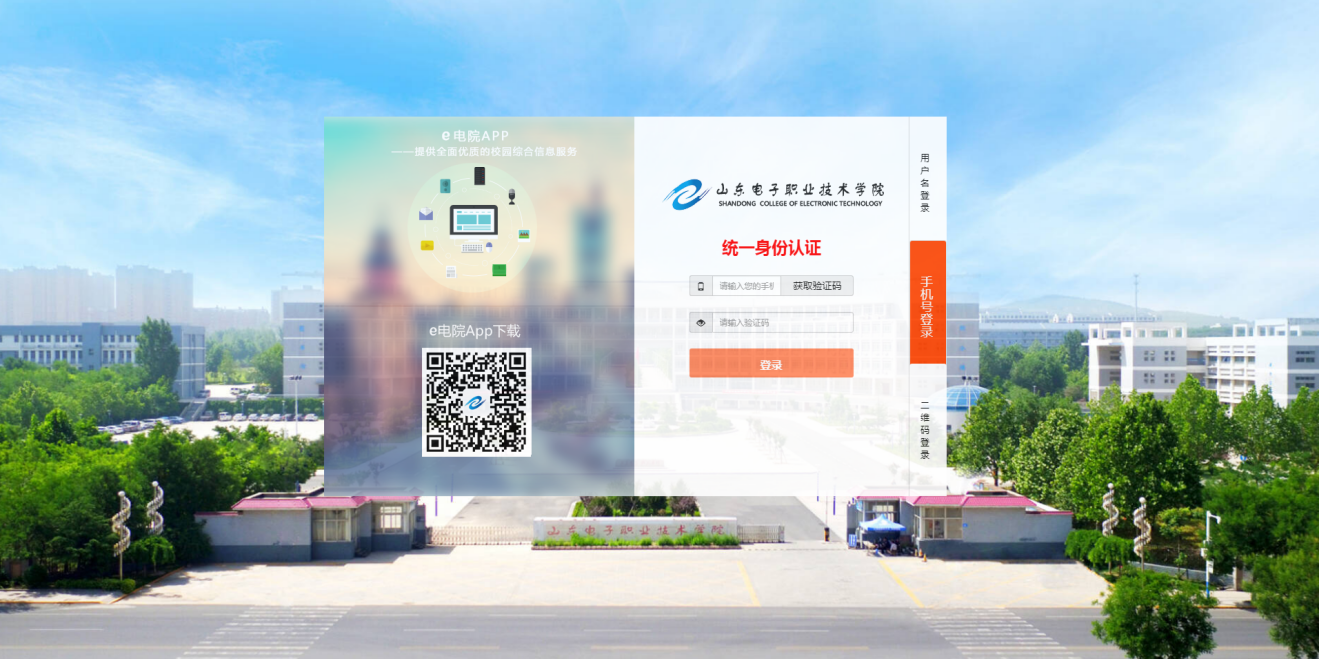 e电院APP
——提供全面优质的校园综合信息服务
e电院App下载
山东电子职业技术学院
SHANDONG COLLEGE OF ELECTRONIC TECHNOLOGY
统一身份认证
请输入您的手机
获取验证码
请输入验证码
登录
用户名登录
手机号登录
二维码登录
山东电子职业技术学院